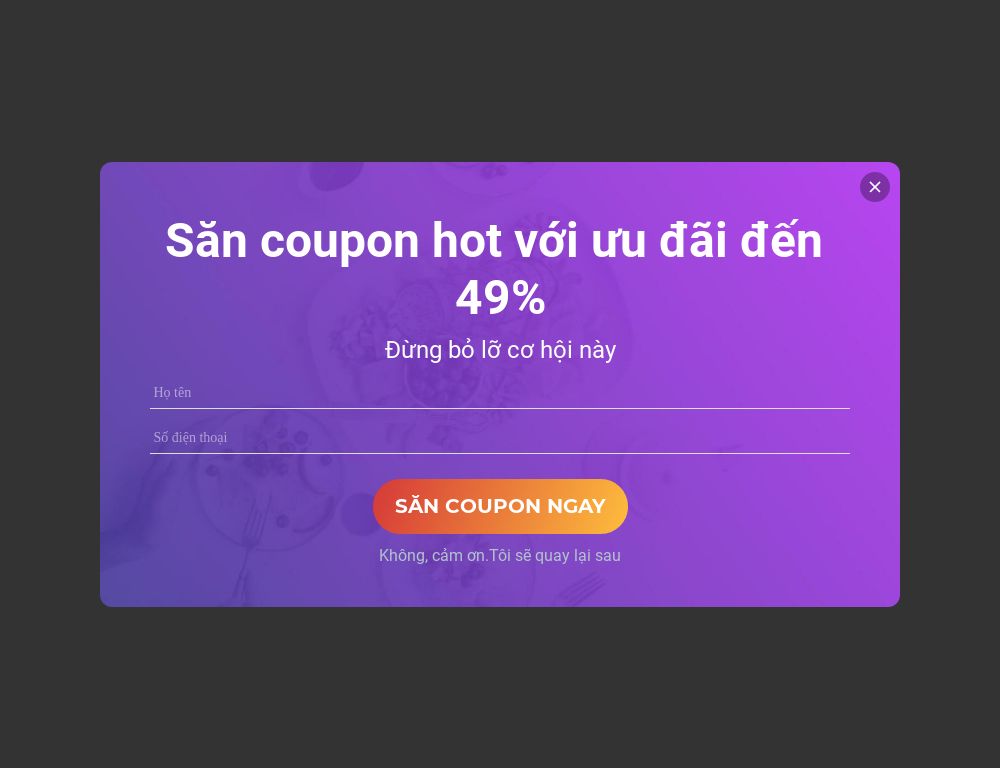 Săn coupon hot với ưu đãi đến
49%
Đừng bỏ lỡ cơ hội này
Họ tên
Số điện thoại
SĂN COUPON NGAY
Không, cảm ơn.Tôi sẽ quay lại sau